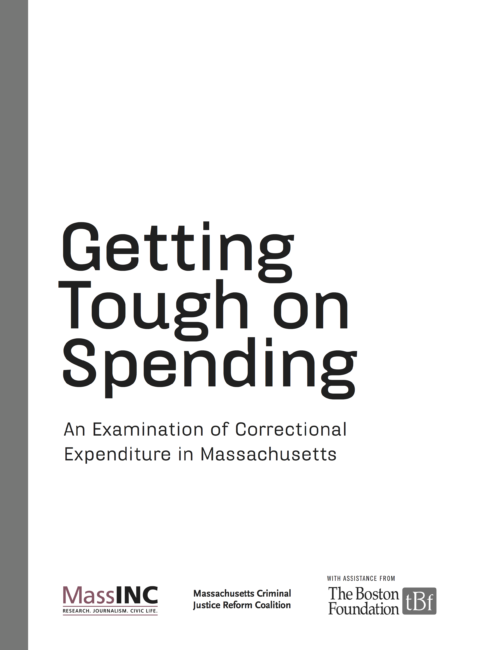 Getting
Tough on
Spending
An Examination of Correctional
Expenditure in Massachusetts
MassINC
RESEARCH. JOURNALISM. CIVIC LIFE.
Massachusetts Criminal
Justice Reform Coalition
WITH ASSISTANCE FROM
The Boston
Foundation
tBf